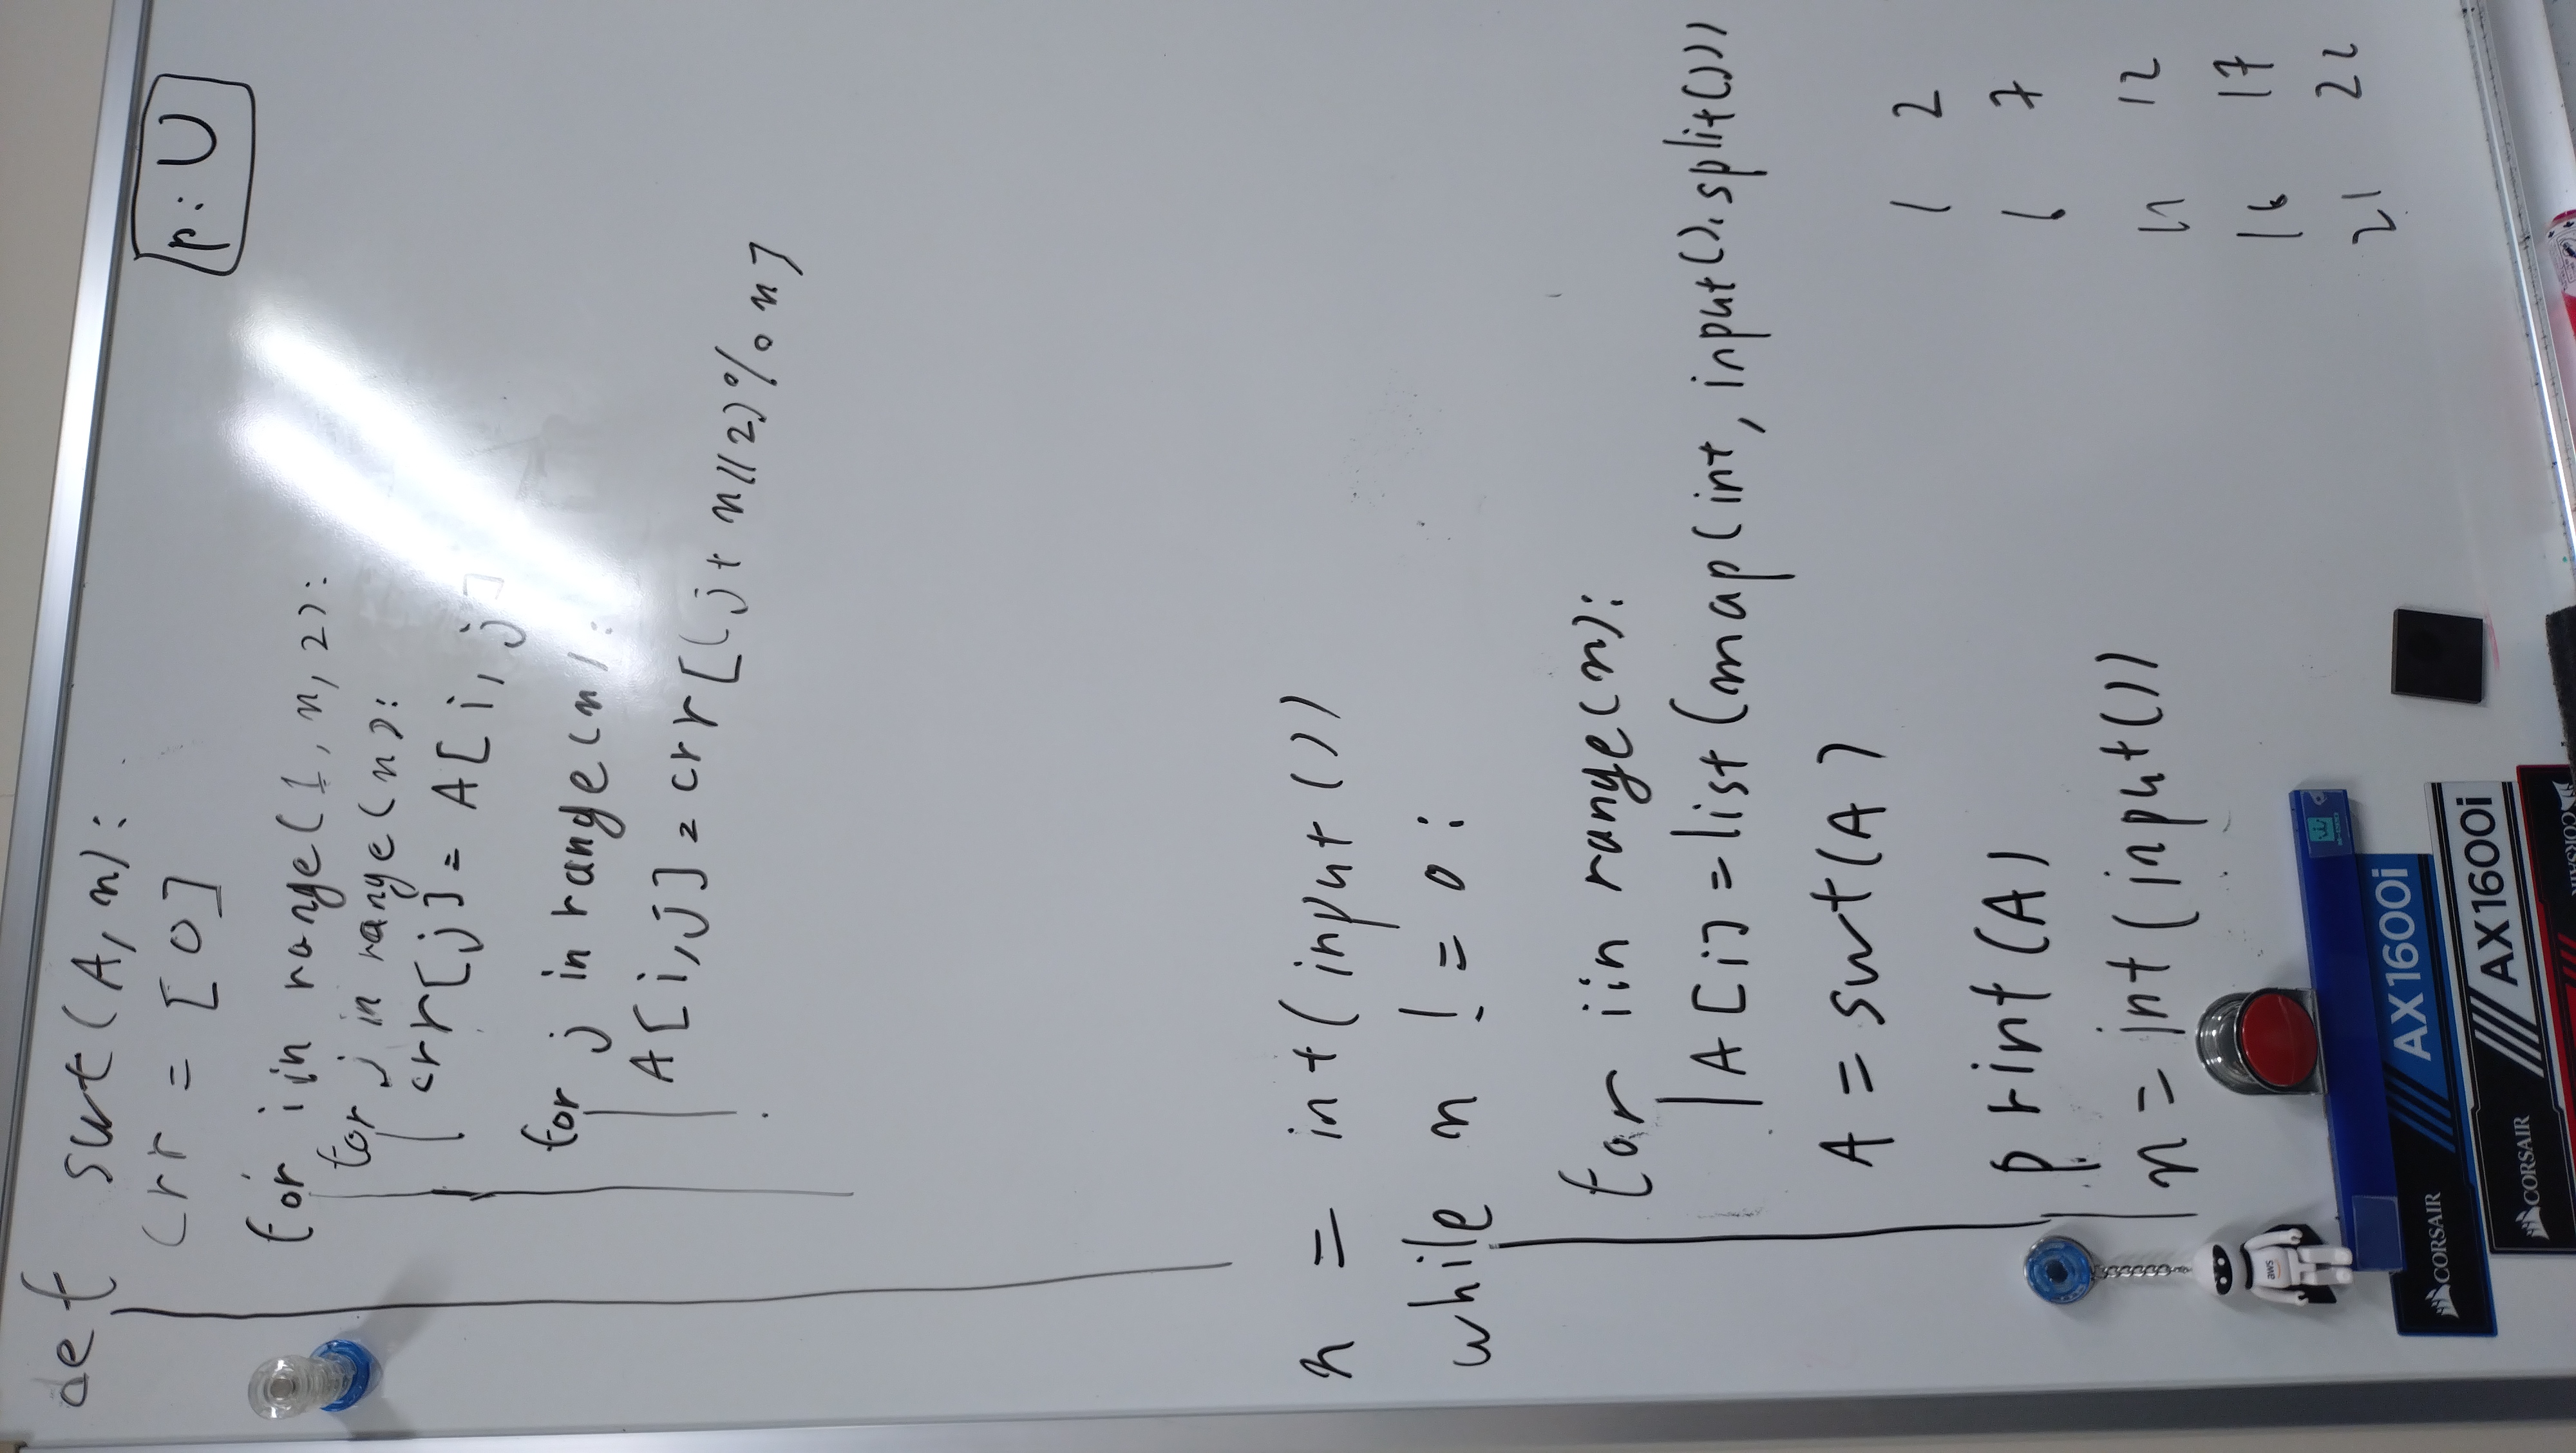 def swt(A, n):
p: U
crr = [0]
for i in range(1, n, 2):
for j in range(n):
crr[j] = A[i, j]
for j in range(n):
A[i,j] = crr[(j+n//2)%n]
n = int(input())
while n != 0:
for i in range(n):
A[i]=list(map(int, input().split()))
A = swt(A)
1 2
print(A)
6 7
n = int(input())
11 12
16 17
aws
21 22
CORSAIR AX1600i
CORSAIR AX1600i
CORSAIR